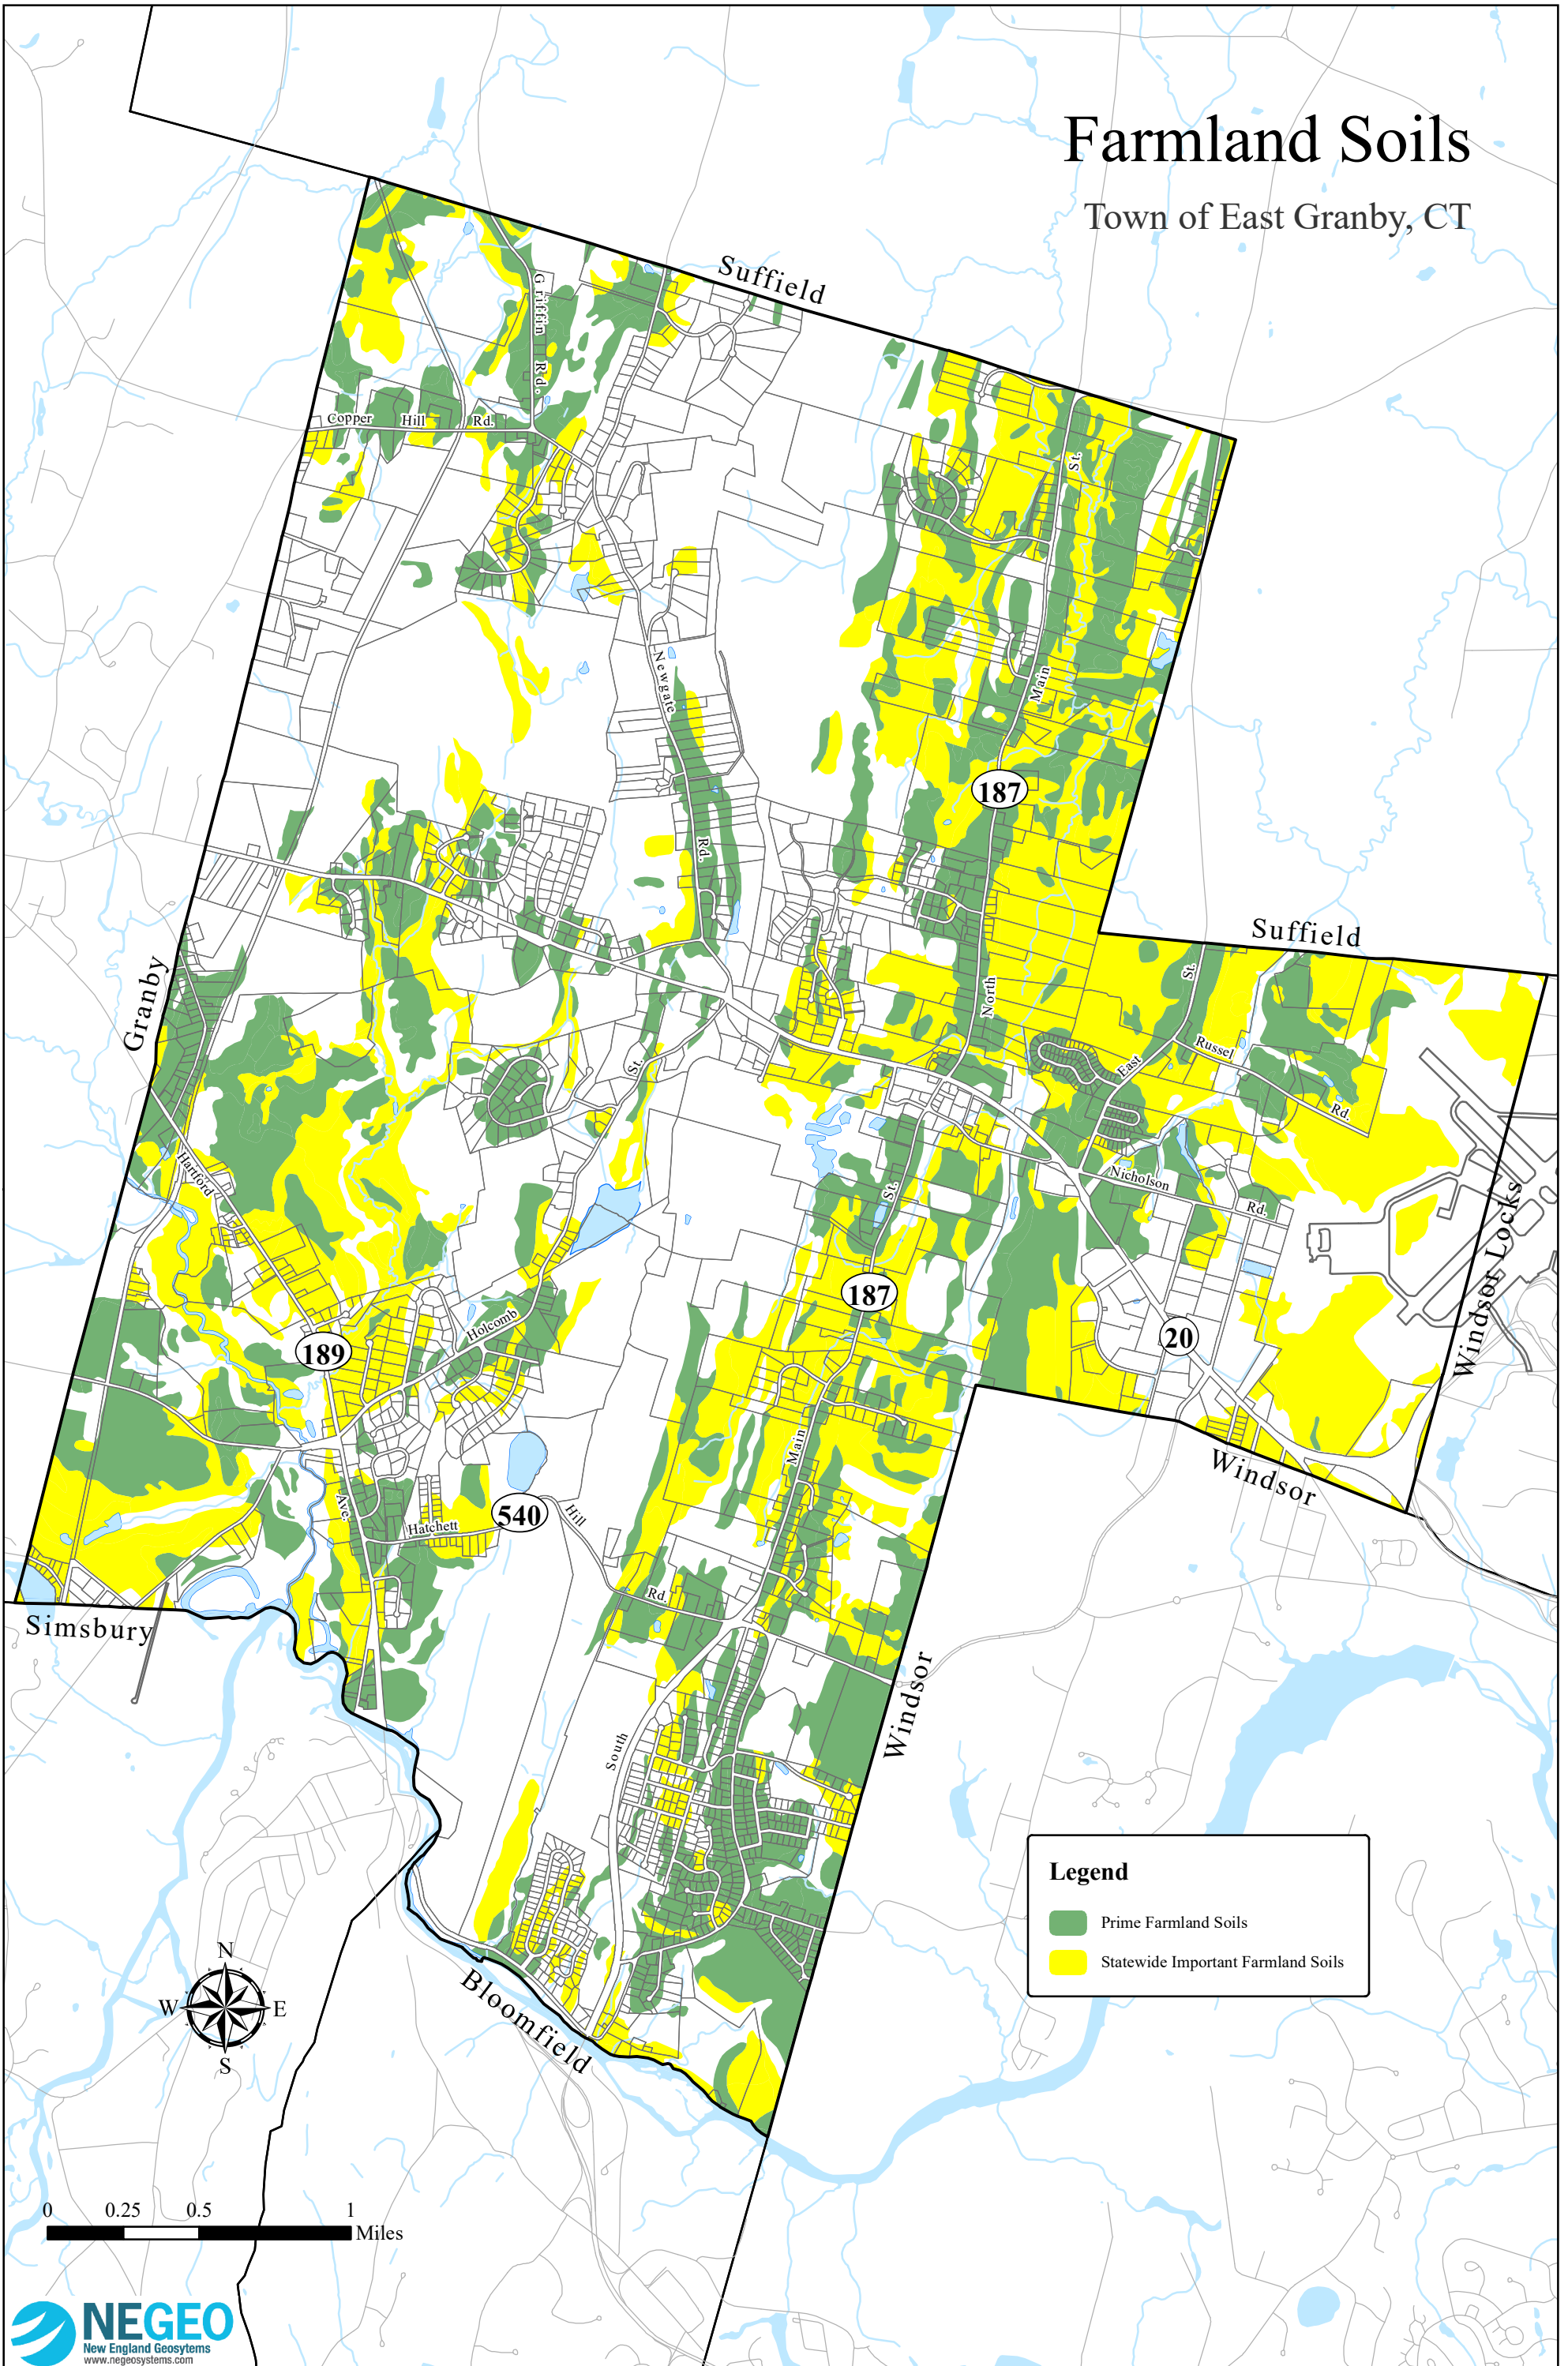 Farmland Soils
Town of East Granby, CT
Suffield
Griffin Rd.
Copper Hill Rd.
St.
Newgate
Main
187
Rd.
Suffield
Granby
St.
North
Russel
East
St.
Rd.
Hartford
Nicholson
St.
Rd.
Windsor Locks
187
Holcomb
20
189
Main
Windsor
Ave.
540
Hill
Hatchett
Rd.
Simsbury
Windsor
South
Legend
Prime Farmland Soils
Statewide Important Farmland Soils
N
W
E
S
Bloomfield
0 0.25 0.5 1
Miles
NEGEO
New England Geosytems
www.negeosystems.com